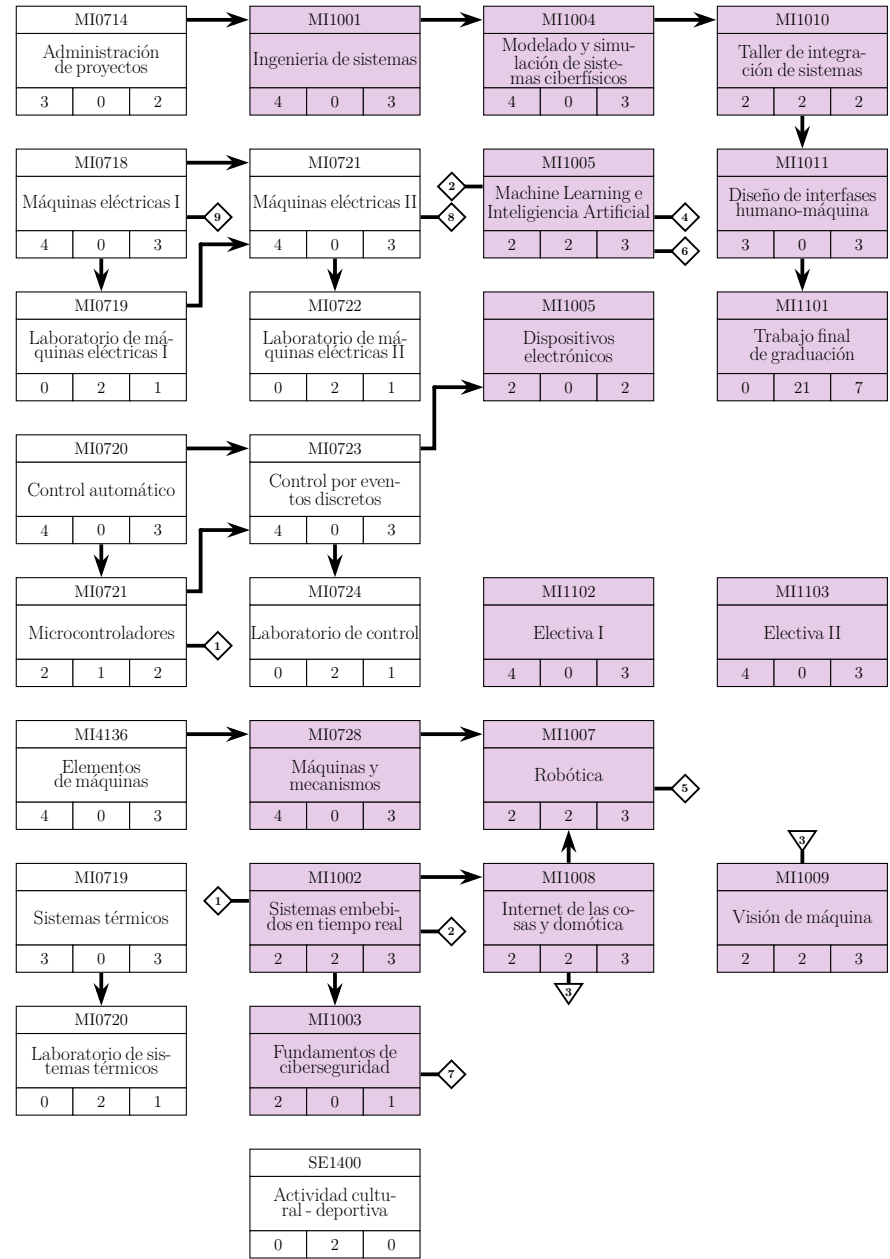 MI0714
Administración
de proyectos
3 0 2
MI1001
Ingenieria de sistemas
4 0 3
MI1004
Modelado y simu-
lación de siste-
mas ciberfísicos
4 0 3
MI1010
Taller de integra-
ción de sistemas
2 2 2
MI0718
Máquinas eléctricas I
4 0 3
9
MI0721
Máquinas eléctricas II
4 0 3
8
2
MI1005
Machine Learning e
Inteligiencia Artificial
2 2 3
4
6
MI1011
Diseño de interfases
humano-máquina
3 0 3
MI0719
Laboratorio de má-
quinas eléctricas I
0 2 1
MI0722
Laboratorio de má-
quinas eléctricas II
0 2 1
MI1005
Dispositivos
electrónicos
2 0 2
MI1101
Trabajo final
de graduación
0 21 7
MI0720
Control automático
4 0 3
MI0723
Control por even-
tos discretos
4 0 3
MI0721
Microcontroladores
2 1 2
1
MI0724
Laboratorio de control
0 2 1
MI1102
Electiva I
4 0 3
MI1103
Electiva II
4 0 3
MI4136
Elementos
de máquinas
4 0 3
MI0728
Máquinas y
mecanismos
4 0 3
MI1007
Robótica
2 2 3
5
MI0719
Sistemas térmicos
3 0 3
1
MI1002
Sistemas embebi-
dos en tiempo real
2 2 3
2
MI1008
Internet de las co-
sas y domótica
2 2 3
3
3
MI1009
Visión de máquina
2 2 3
MI0720
Laboratorio de sis-
temas térmicos
0 2 1
MI1003
Fundamentos de
ciberseguridad
2 0 1
7
SE1400
Actividad cultu-
ral - deportiva
0 2 0